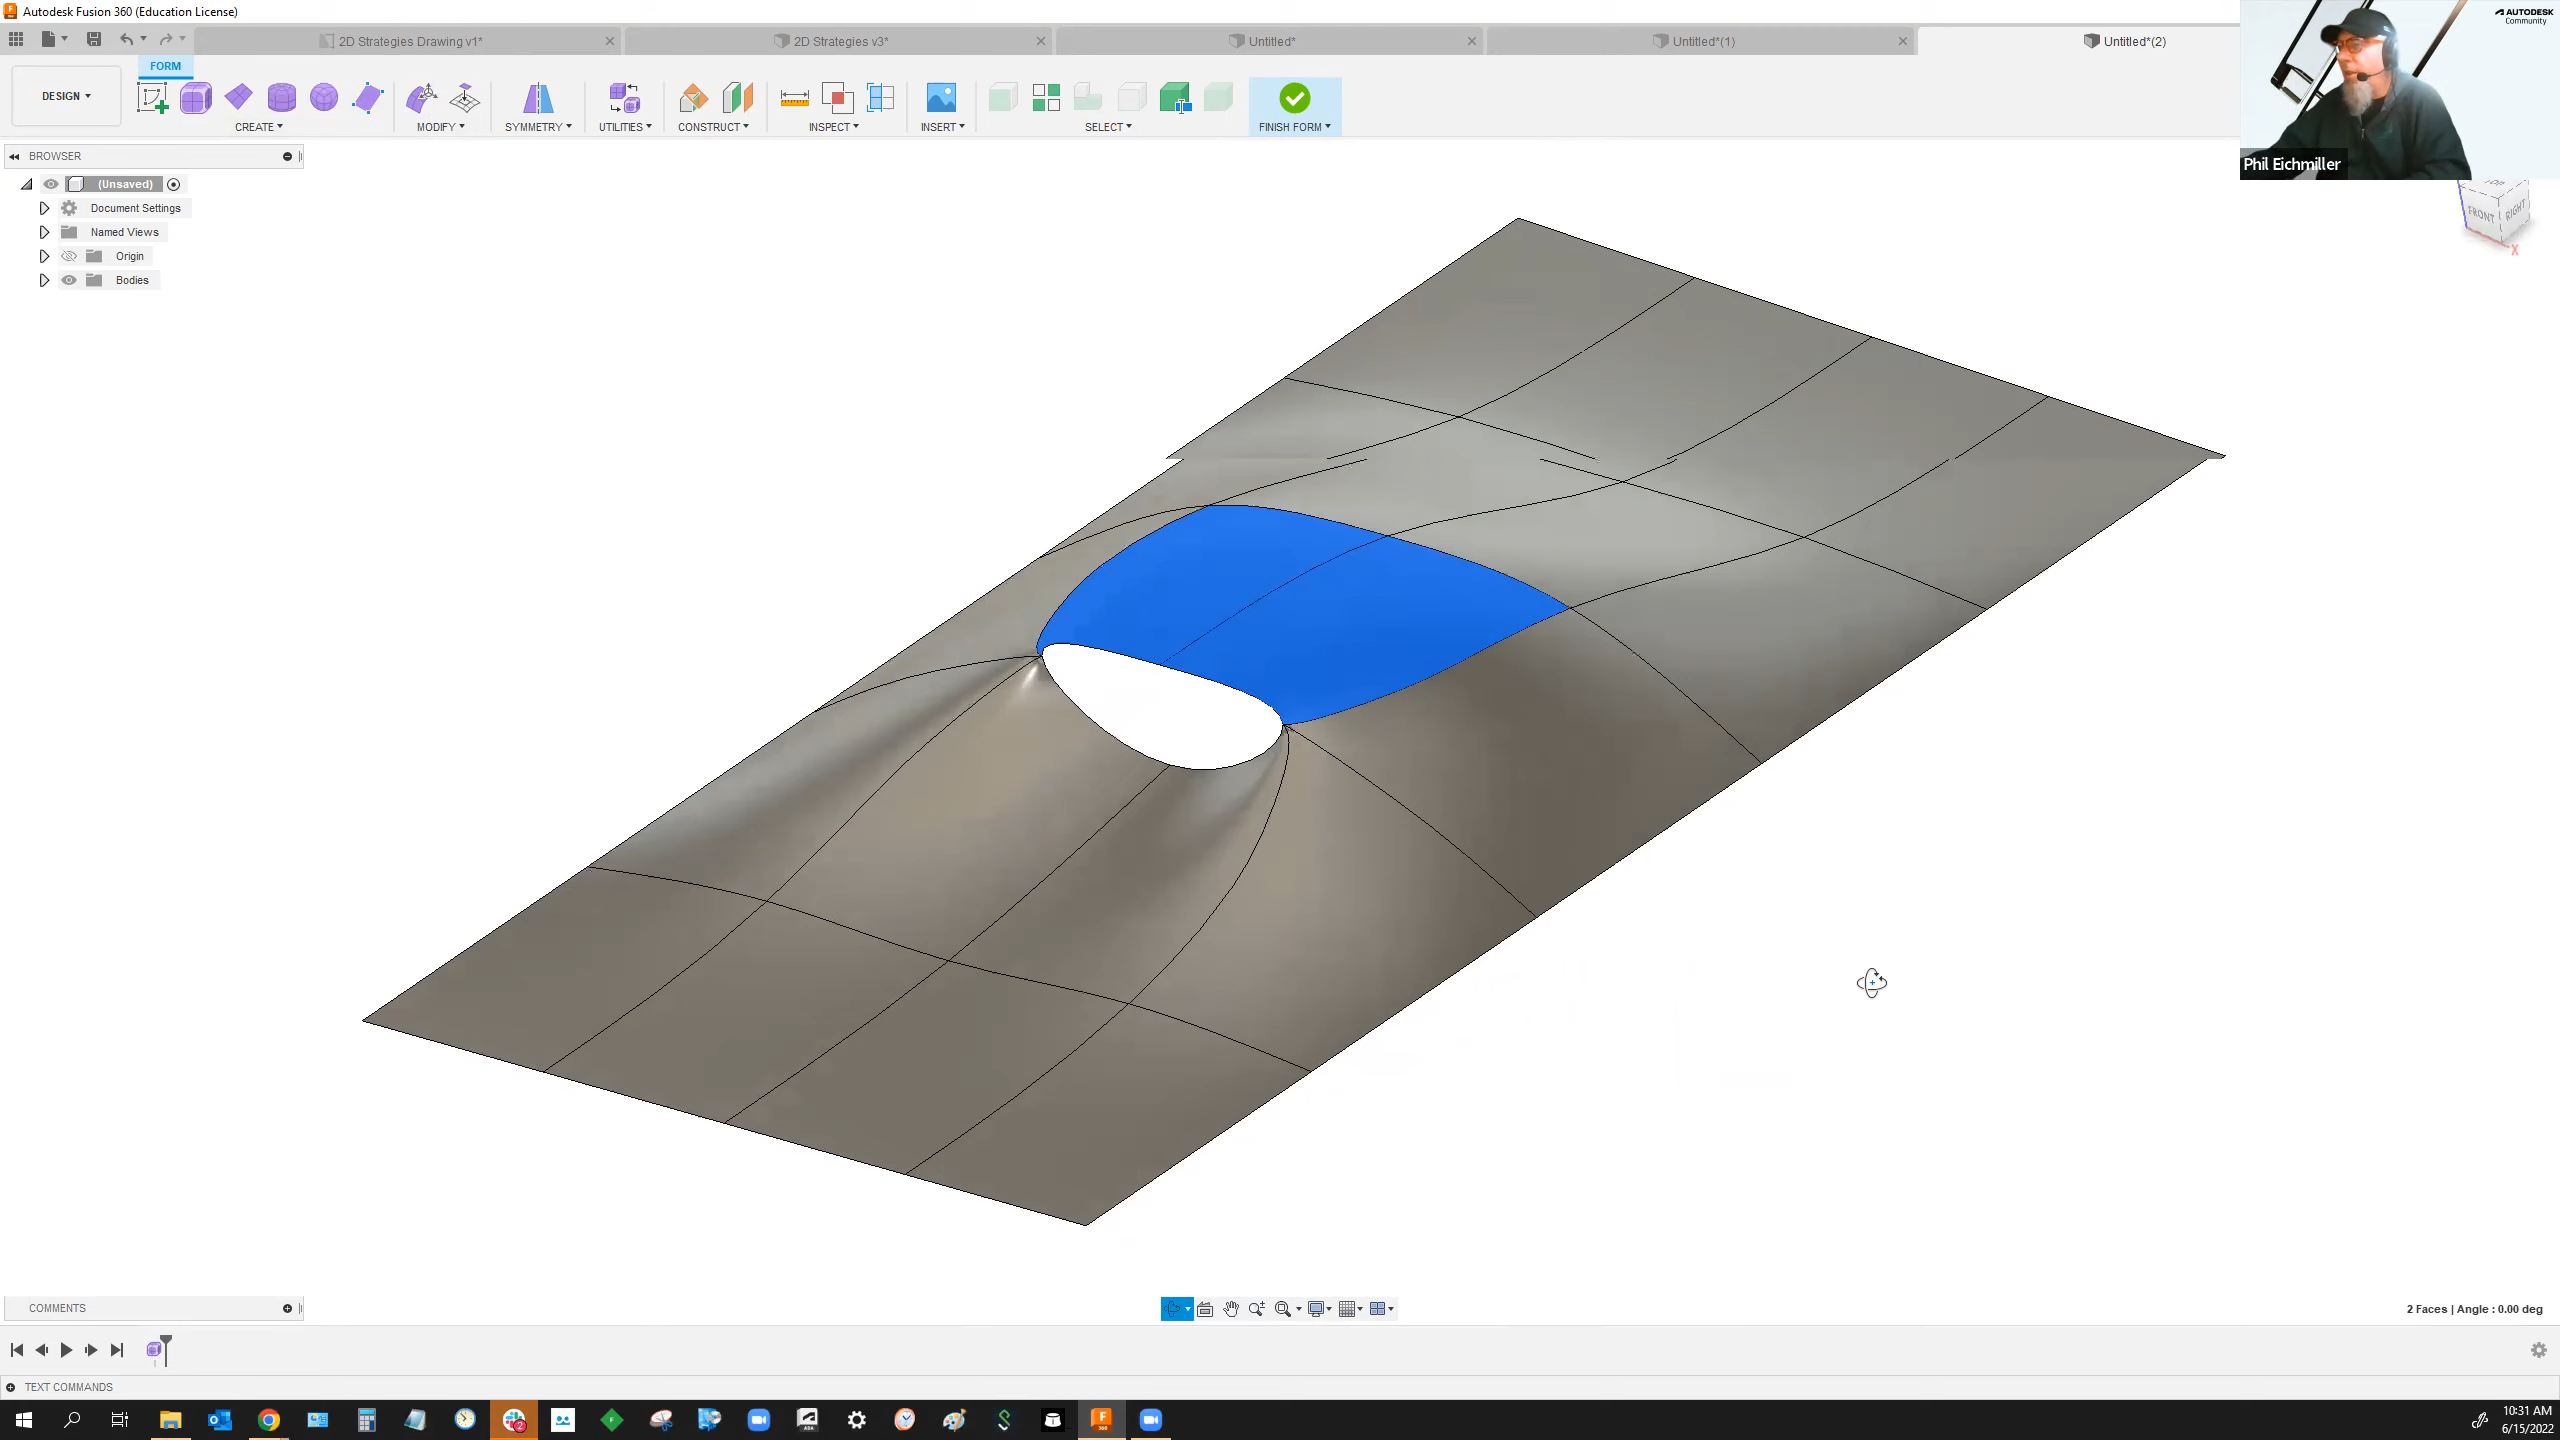 Autodesk Fusion 360 (Education License)
2D Strategies Drawing v1*
2D Strategies v3*
Untitled*
Untitled*(1)
Untitled*(2)
AUTODESK
Community
Phil Eichmiller
FORM
DESIGN
CREATE
MODIFY
SYMMETRY
UTILITIES
CONSTRUCT
INSPECT
INSERT
SELECT
FINISH FORM
BROWSER
(Unsaved)
Document Settings
Named Views
Origin
Bodies
TOP
FRONT
RIGHT
X
COMMENTS
2 Faces | Angle : 0.00 deg
TEXT COMMANDS
10:31 AM
6/15/2022